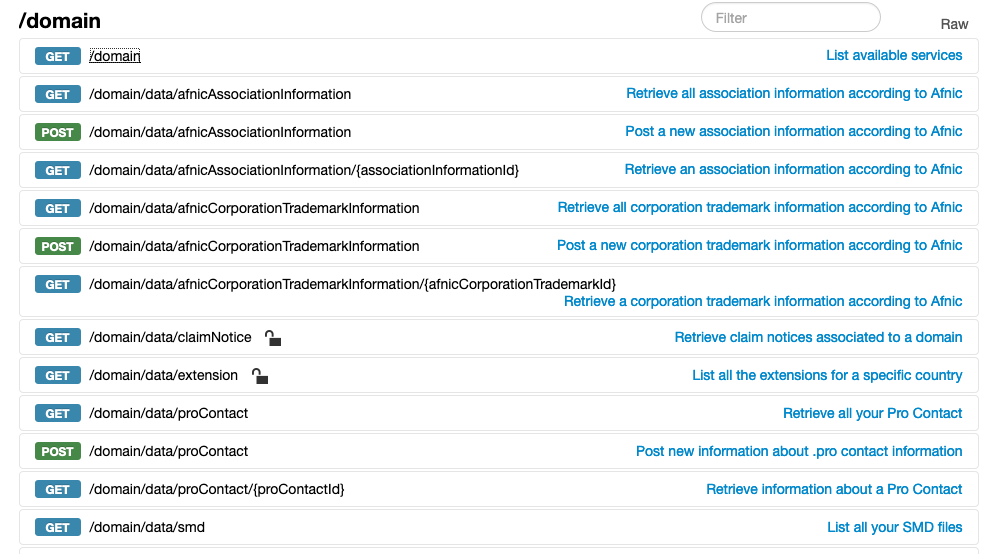 /domain
Filter
Raw
GET /domain List available services
GET /domain/data/afnicAssociationInformation Retrieve all association information according to Afnic
POST /domain/data/afnicAssociationInformation Post a new association information according to Afnic
GET /domain/data/afnicAssociationInformation/{associationInformationId} Retrieve an association information according to Afnic
GET /domain/data/afnicCorporationTrademarkInformation Retrieve all corporation trademark information according to Afnic
POST /domain/data/afnicCorporationTrademarkInformation Post a new corporation trademark information according to Afnic
GET /domain/data/afnicCorporationTrademarkInformation/{afnicCorporationTrademarkId}
Retrieve a corporation trademark information according to Afnic
GET /domain/data/claimNotice Retrieve claim notices associated to a domain
GET /domain/data/extension List all the extensions for a specific country
GET /domain/data/proContact Retrieve all your Pro Contact
POST /domain/data/proContact Post new information about .pro contact information
GET /domain/data/proContact/{proContactId} Retrieve information about a Pro Contact
GET /domain/data/smd List all your SMD files